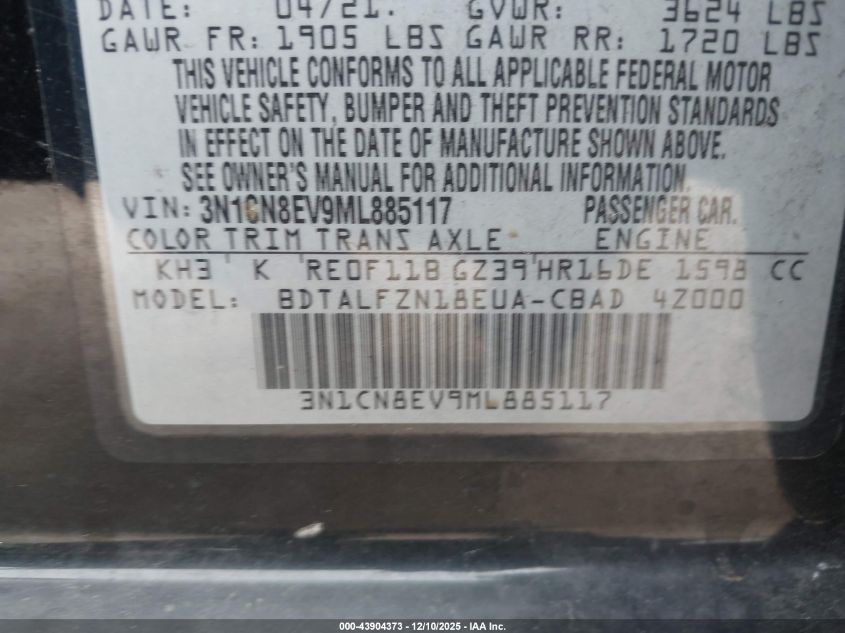 DATE: 04/21. GVWR: 3624 LBS
GAWR FR: 1905 LBS GAWR RR: 1720 LBS
THIS VEHICLE CONFORMS TO ALL APPLICABLE FEDERAL MOTOR
VEHICLE SAFETY, BUMPER AND THEFT PREVENTION STANDARDS
IN EFFECT ON THE DATE OF MANUFACTURE SHOWN ABOVE.
SEE OWNER'S MANUAL FOR ADDITIONAL INFORMATION.
VIN: 3N1CN8EV9ML885117 PASSENGER CAR.
COLOR TRIM TRANS AXLE ENGINE
KH3 K RE0F11B GZ39 HR16DE 1598 CC
MODEL: BDTALFZN18EUA-CBAD 4Z000
3N1CN8EV9ML885117
000-43904373 — 12/10/2025 — IAA Inc.